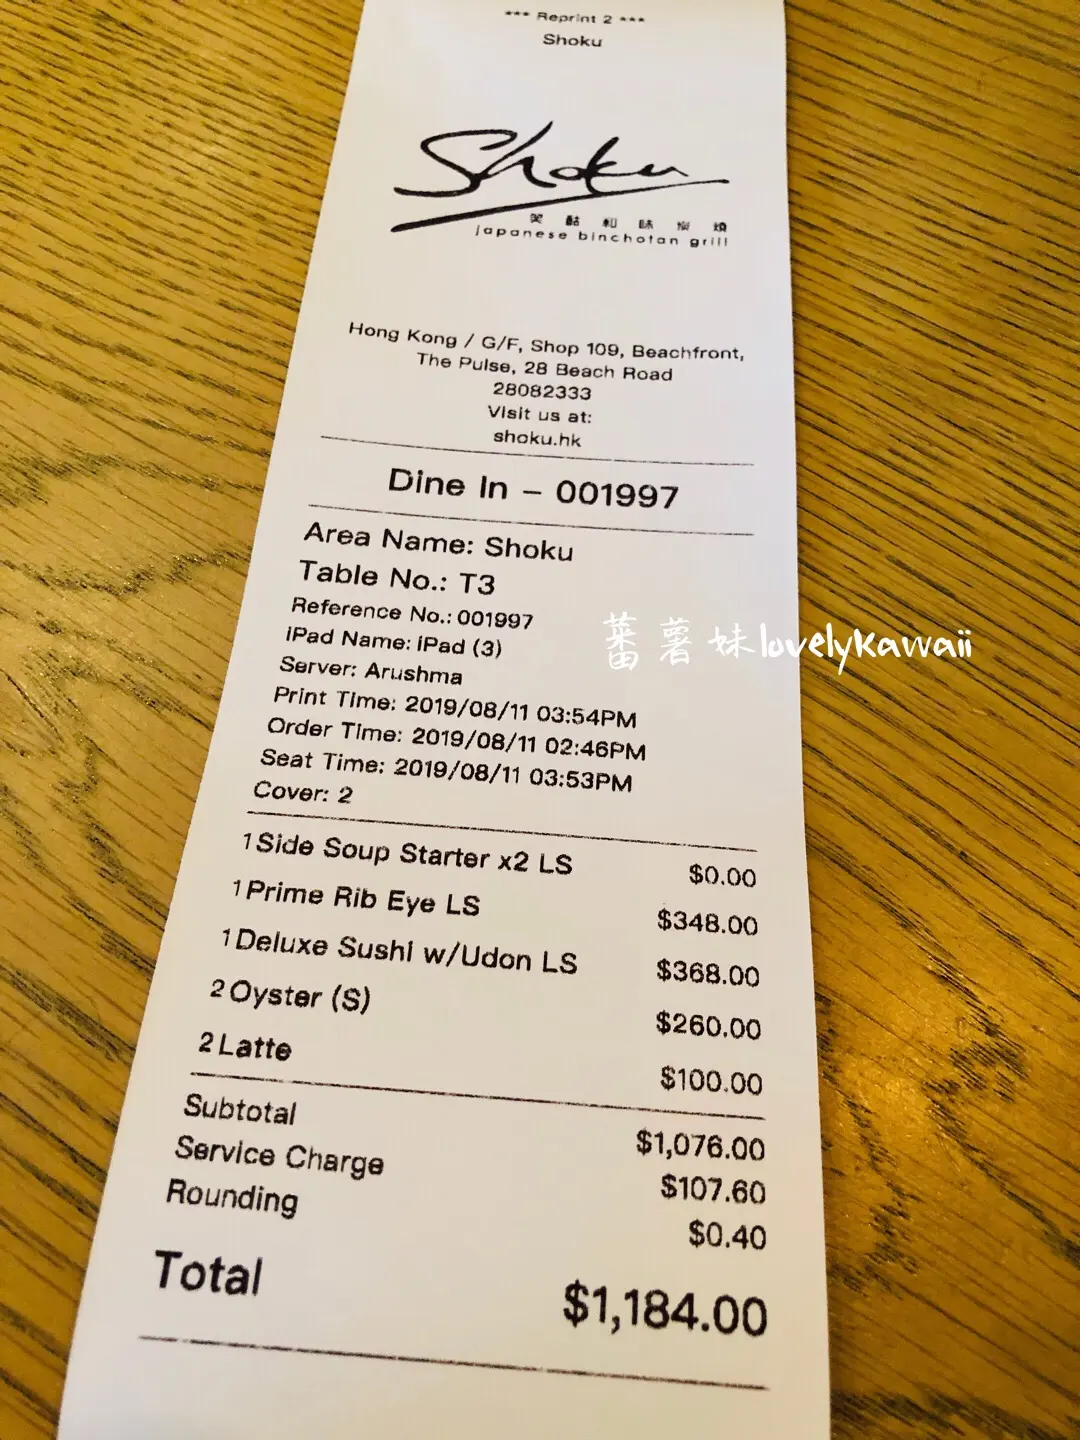 *** Reprint 2 ***
Shoku
Shoku
笑 酤 和 味 炭 燒
japanese binchotan grill
Hong Kong / G/F, Shop 109, Beachfront,
The Pulse, 28 Beach Road
28082333
Visit us at:
shoku.hk
Dine In – 001997
Area Name: Shoku
Table No.: T3
Reference No.: 001997
iPad Name: iPad (3)
Server: Arushma
Print Time: 2019/08/11 03:54PM
Order Time: 2019/08/11 02:46PM
Seat Time: 2019/08/11 03:53PM
Cover: 2
蕃薯妹lovelykawaii
1 Side Soup Starter x2 LS $0.00
1 Prime Rib Eye LS $348.00
1 Deluxe Sushi w/Udon LS $368.00
2 Oyster (S) $260.00
2 Latte $100.00
Subtotal $1,076.00
Service Charge $107.60
Rounding $0.40
Total $1,184.00